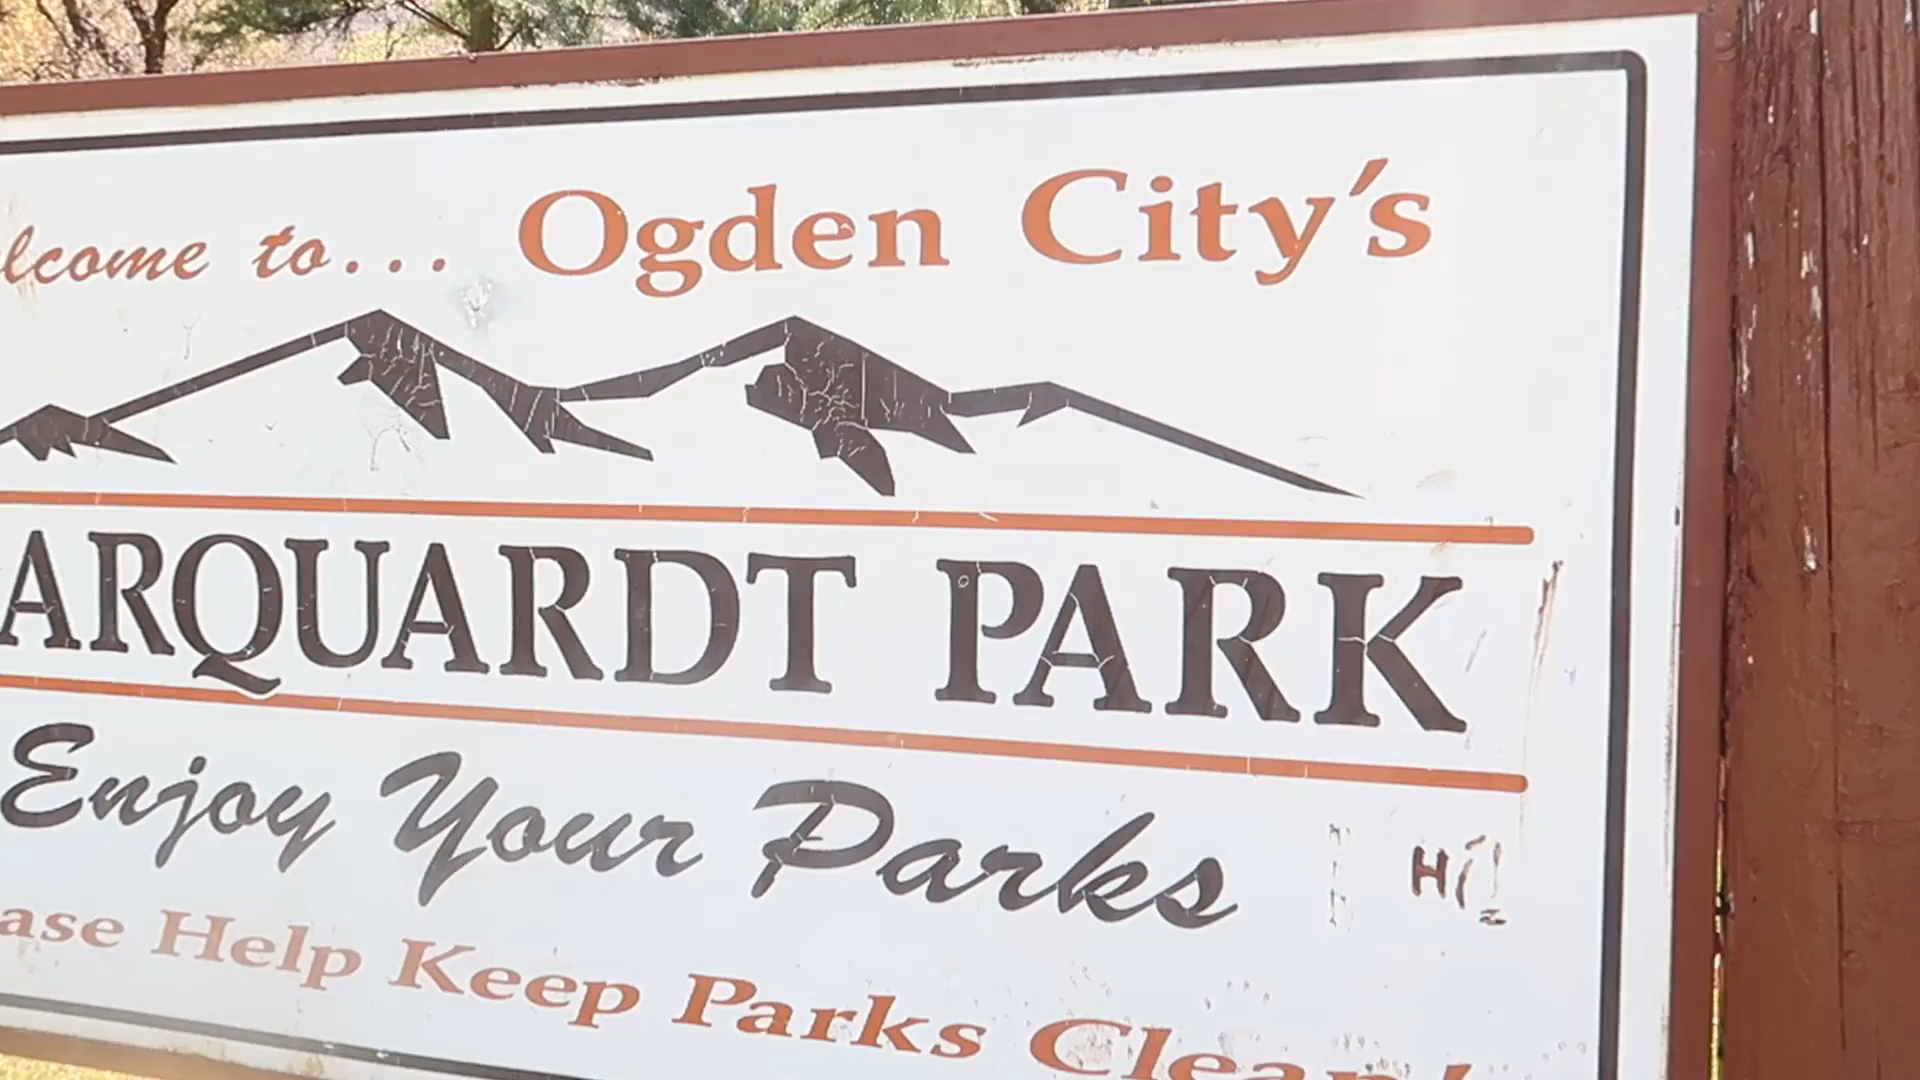 lcome to... Ogden City's
ARQUARDT PARK
Enjoy Your Parks
Hi!
ase Help Keep Parks Clean!